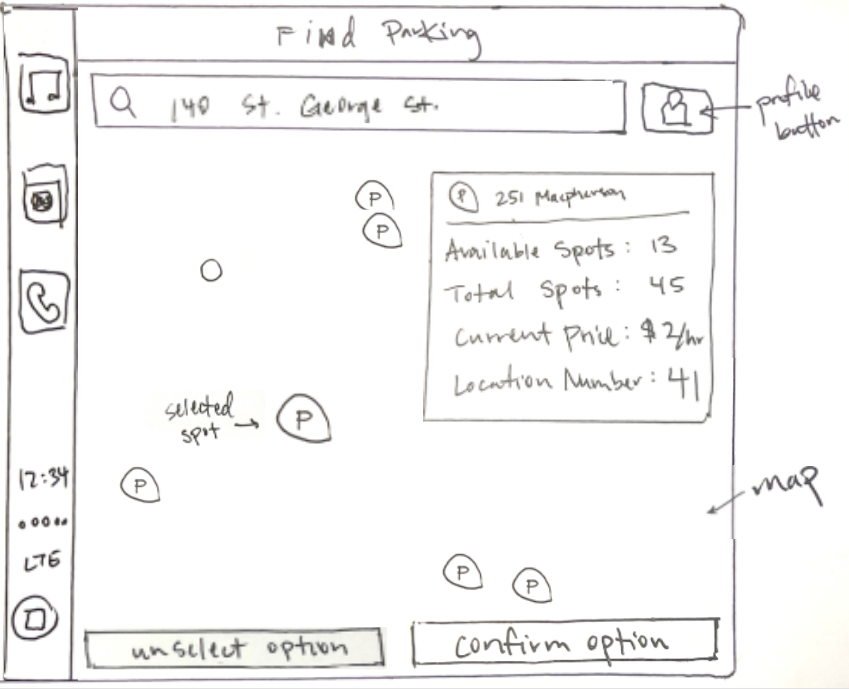 Find Parking
140 St. George St.
profile
button
P
P
P 251 Macpherson
Available Spots: 13
Total Spots: 45
Current Price: $2/hr
Location Number: 41
selected
spot → P
12:34
P
map
LTE
P
P
unselect option
confirm option